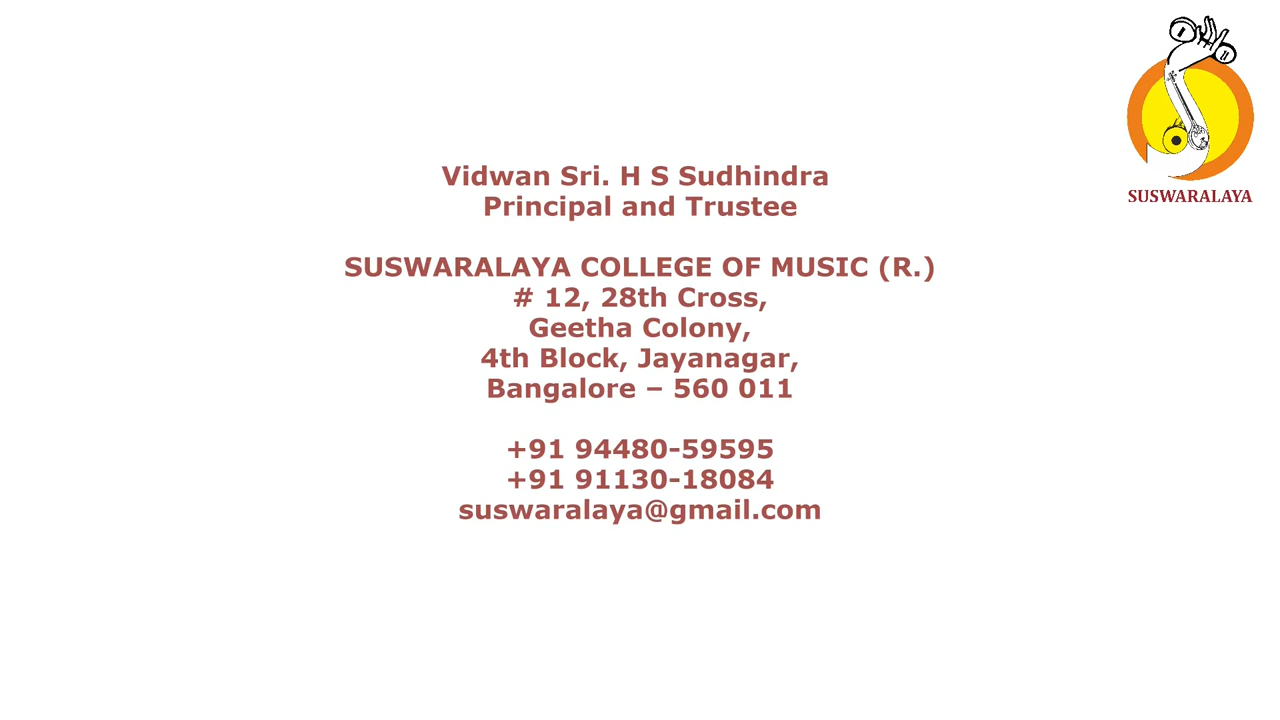 SUSWARALAYA
Vidwan Sri. H S Sudhindra
Principal and Trustee
SUSWARALAYA COLLEGE OF MUSIC (R.)
# 12, 28th Cross,
Geetha Colony,
4th Block, Jayanagar,
Bangalore – 560 011
+91 94480-59595
+91 91130-18084
suswaralaya@gmail.com